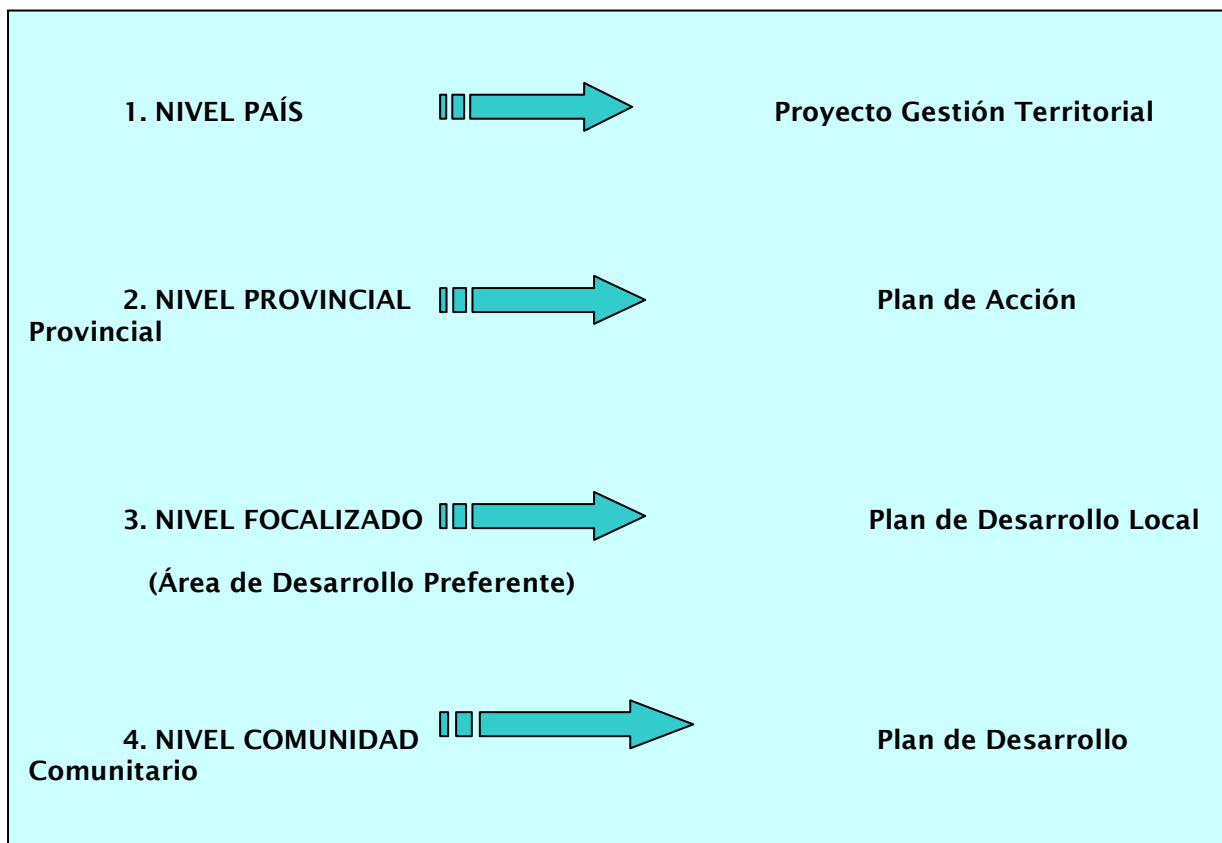 1. NIVEL PAÍS Proyecto Gestión Territorial
2. NIVEL PROVINCIAL Plan de Acción
Provincial
3. NIVEL FOCALIZADO Plan de Desarrollo Local
(Área de Desarrollo Preferente)
4. NIVEL COMUNIDAD Plan de Desarrollo
Comunitario